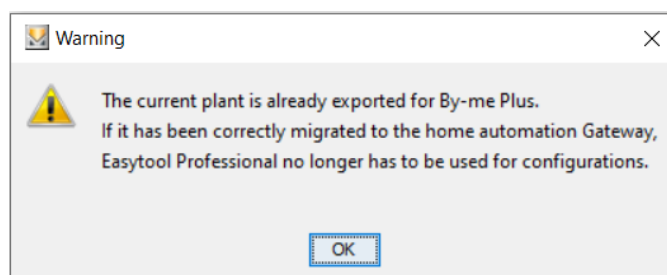 Warning
The current plant is already exported for By-me Plus.
If it has been correctly migrated to the home automation Gateway,
Easytool Professional no longer has to be used for configurations.
OK